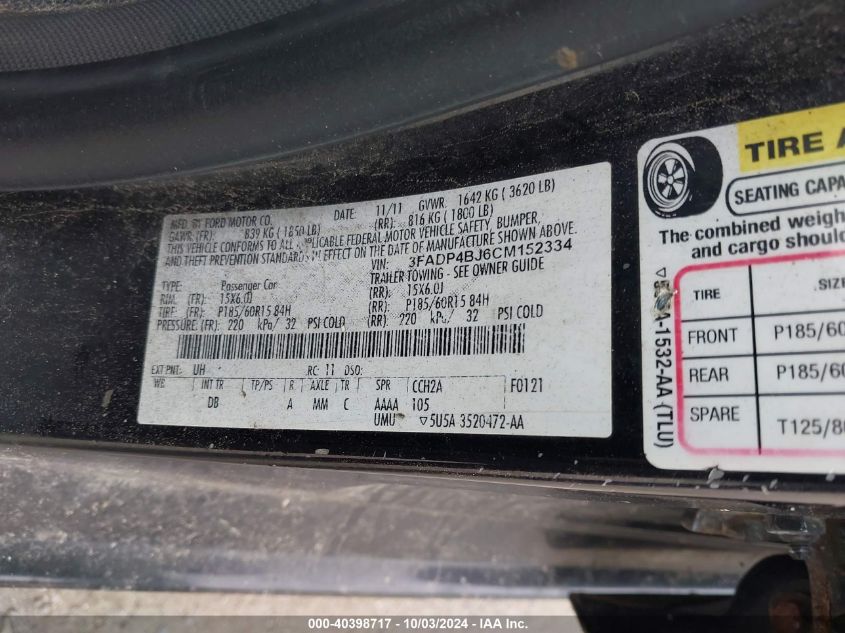 MFD. BY FORD MOTOR CO. DATE: 11/11 GVWR: 1642 KG ( 3620 LB)
GAWR: (FR): 839 KG ( 1850 LB) (RR): 816 KG ( 1800 LB)
THIS VEHICLE CONFORMS TO ALL APPLICABLE FEDERAL MOTOR VEHICLE SAFETY, BUMPER,
AND THEFT PREVENTION STANDARDS IN EFFECT ON THE DATE OF MANUFACTURE SHOWN ABOVE.
VIN: 3FADP4BJ6CM152334
TYPE: Passenger Car TRAILER TOWING - SEE OWNER GUIDE
RIM: (FR): 15X6.0J (RR): 15X6.0J
TIRE: (FR): P185/60R15 84H (RR): P185/60R15 84H
PRESSURE: (FR): 220 kPa/ 32 PSI COLD (RR): 220 kPa/ 32 PSI COLD
EXT PNT: UH RC: 11 DSO:
WB INT TR TP/PS R AXLE TR SPR CCH2A F0121
DB A MM C AAAA 105
UMU ▽5U5A 3520472-AA
TIRE A
SEATING CAPA
The combined weigh
and cargo shoul
TIRE SIZE
FRONT P185/60
REAR P185/60
SPARE T125/80
A-1532-AA (TLU)
000-40398717 - 10/03/2024 - IAA Inc.